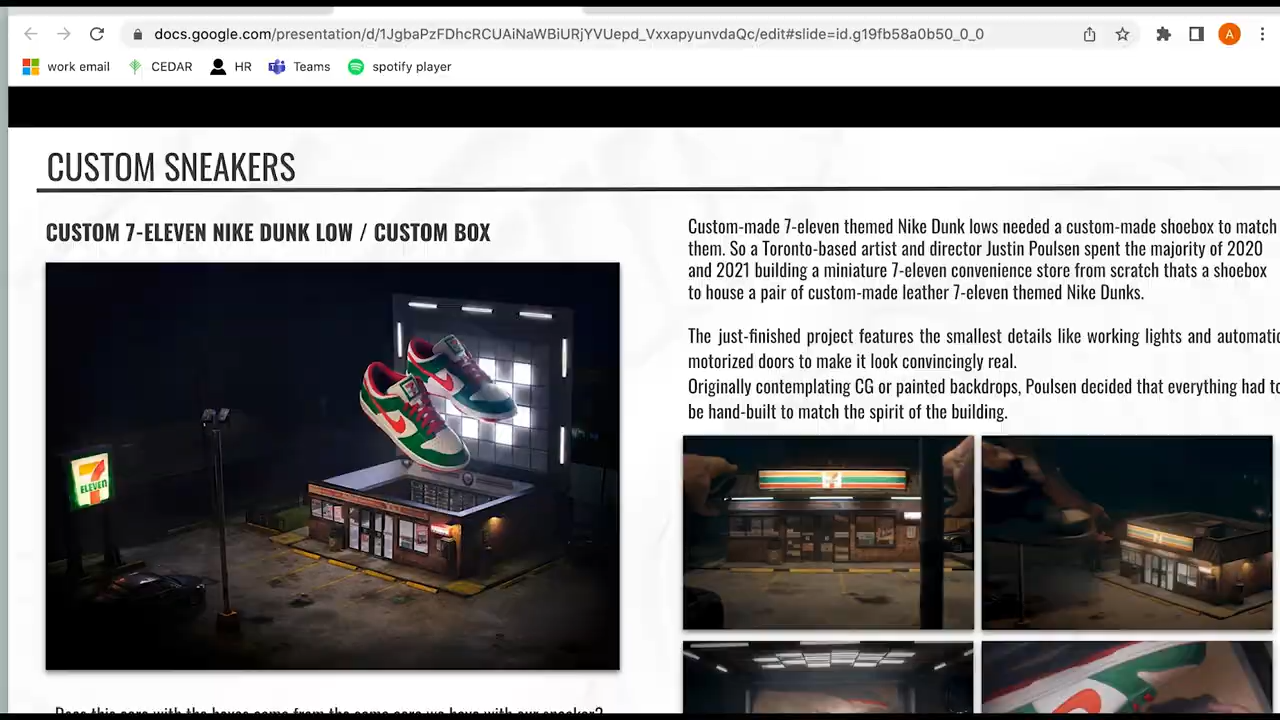 docs.google.com/presentation/d/1JgbaPzFDhcRCUAiNaWBiURjYVUepd_VxxapyunvdaQc/edit#slide=id.g19fb58a0b50_0_0
A
work email
CEDAR
HR
Teams
spotify player
CUSTOM SNEAKERS
CUSTOM 7-ELEVEN NIKE DUNK LOW / CUSTOM BOX
Custom-made 7-eleven themed Nike Dunk lows needed a custom-made shoebox to match
them. So a Toronto-based artist and director Justin Poulsen spent the majority of 2020
and 2021 building a miniature 7-eleven convenience store from scratch thats a shoebox
to house a pair of custom-made leather 7-eleven themed Nike Dunks.
The just-finished project features the smallest details like working lights and automatic
motorized doors to make it look convincingly real.
Originally contemplating CG or painted backdrops, Poulsen decided that everything had to
be hand-built to match the spirit of the building.
7
ELEVEN